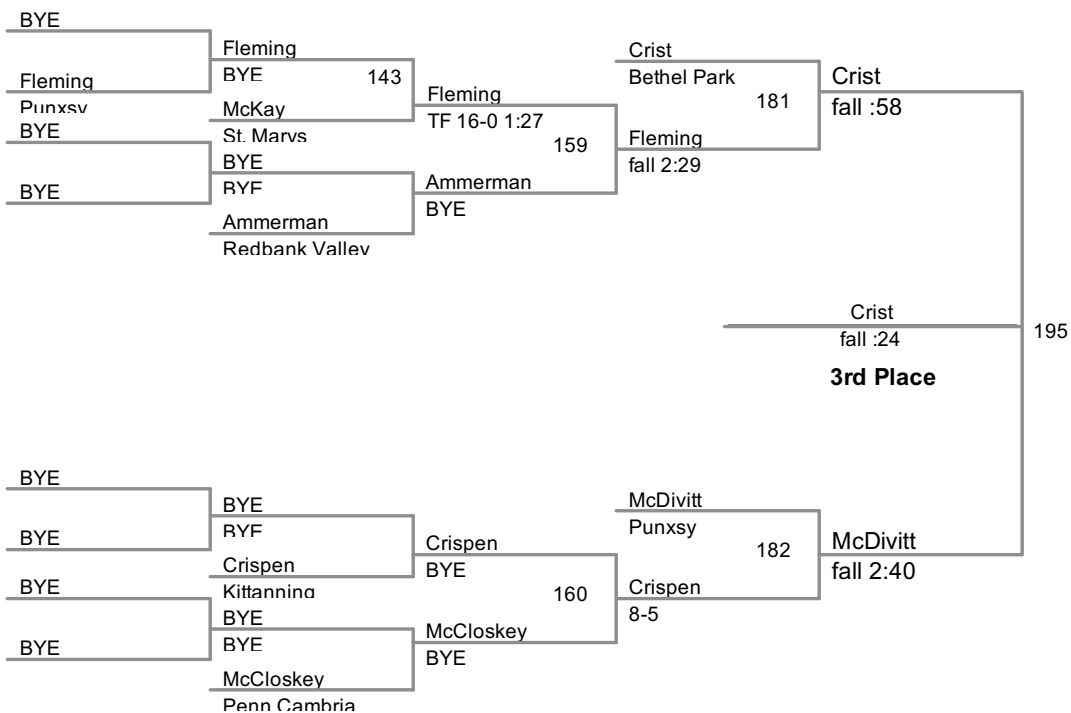 BYE
Fleming
Punxsy
BYE
BYE
Fleming
BYE
143
McKay
St. Marys
BYE
BYE
Ammerman
Redbank Valley
Fleming
TF 16-0 1:27
159
Ammerman
BYE
Crist
Bethel Park
181
Fleming
fall 2:29
Crist
fall :58
Crist
fall :24
3rd Place
195
BYE
BYE
BYE
BYE
BYE
BYE
Crispen
Kittanning
BYE
BYE
McCloskey
Penn Cambria
Crispen
BYE
160
McCloskey
BYE
McDivitt
Punxsy
182
Crispen
8-5
McDivitt
fall 2:40